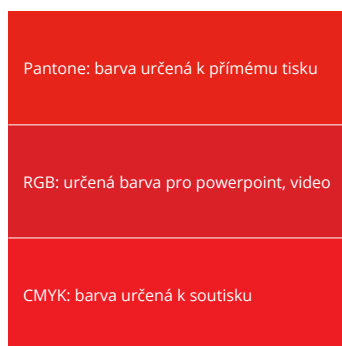 Pantone: barva určená k přímému tisku
RGB: určená barva pro powerpoint, video
CMYK: barva určená k soutisku